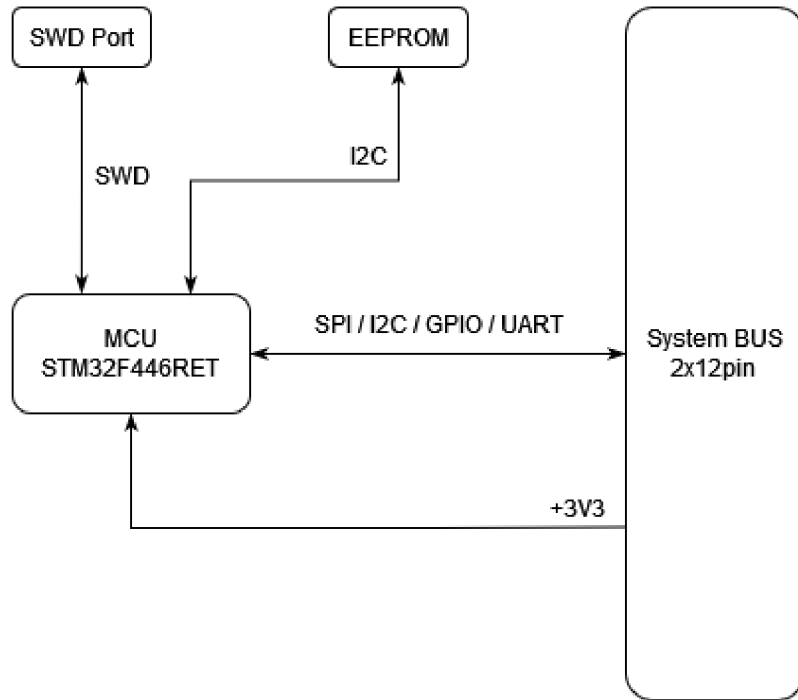 SWD Port
EEPROM
I2C
SWD
MCU
STM32F446RET
SPI / I2C / GPIO / UART
System BUS
2x12pin
+3V3